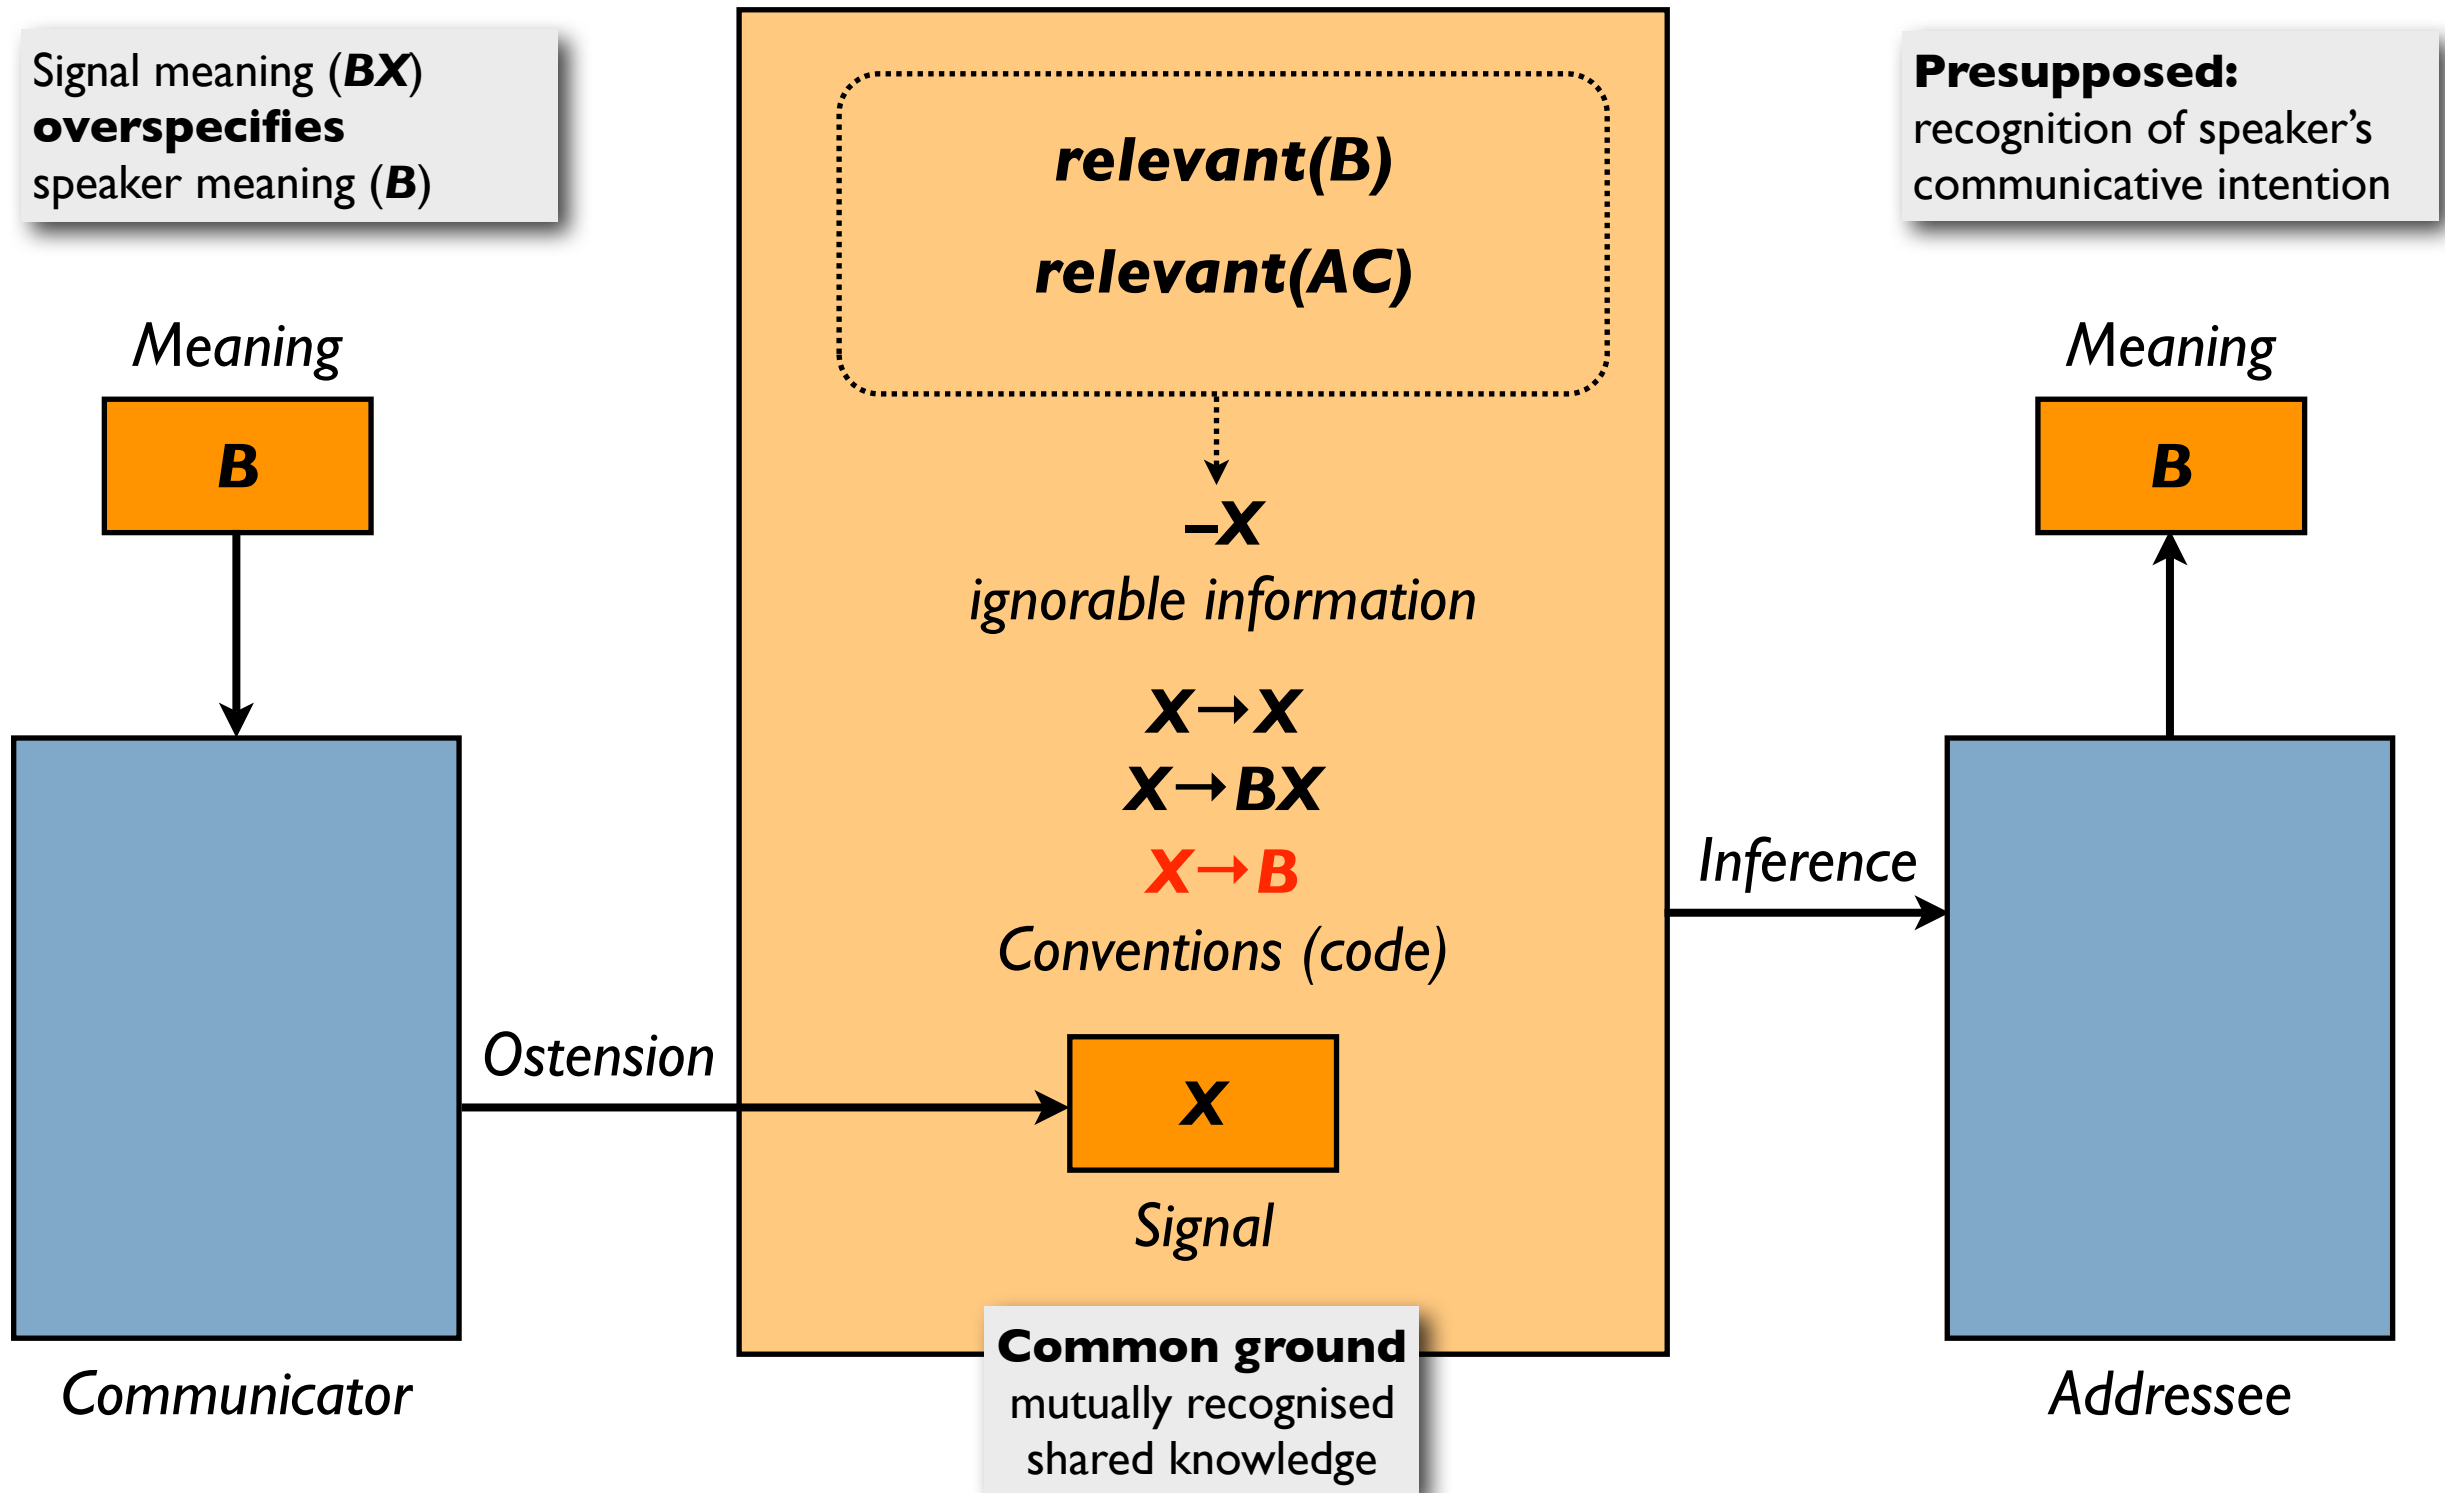 Signal meaning (BX)
overspecifies
speaker meaning (B)
Presupposed:
recognition of speaker’s
communicative intention
relevant(B)
relevant(AC)
Meaning
B
Meaning
B
–X
ignorable information
X→X
X→BX
X→B
Conventions (code)
Inference
Ostension
X
Signal
Common ground
mutually recognised
shared knowledge
Communicator
Addressee